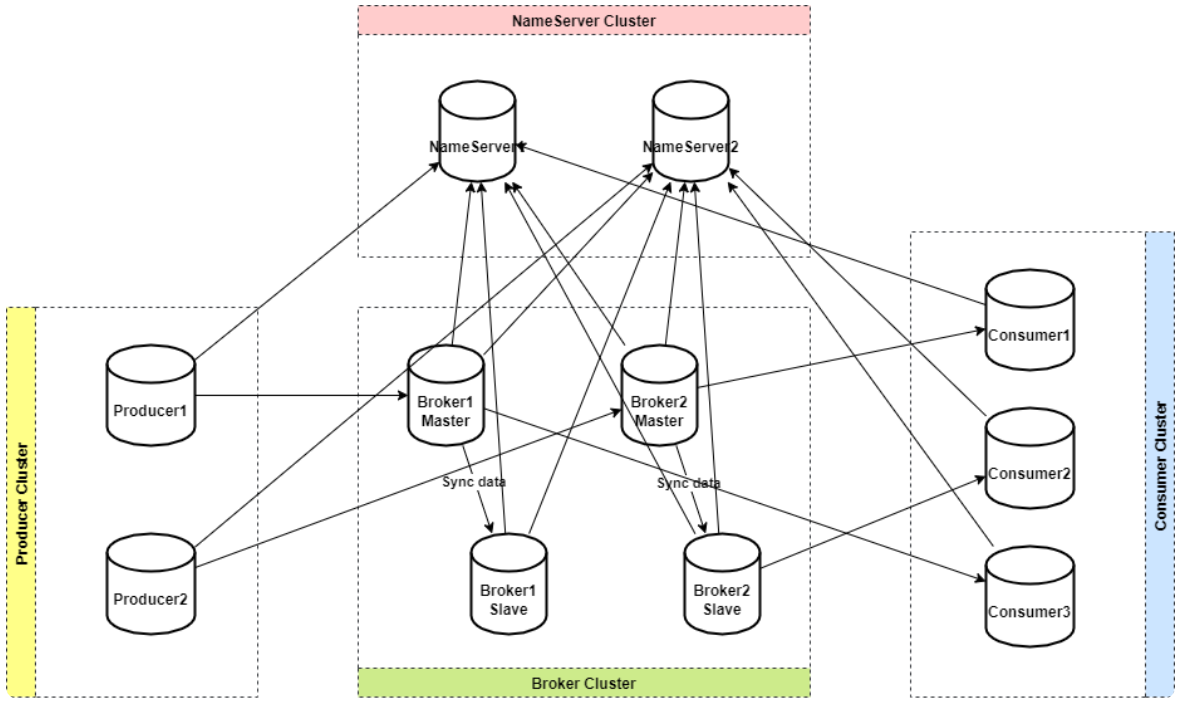 NameServer Cluster
NameServer1
NameServer2
Producer Cluster
Producer1
Producer2
Broker1
Master
Broker2
Master
Sync data
Sync data
Broker1
Slave
Broker2
Slave
Broker Cluster
Consumer1
Consumer2
Consumer3
Consumer Cluster